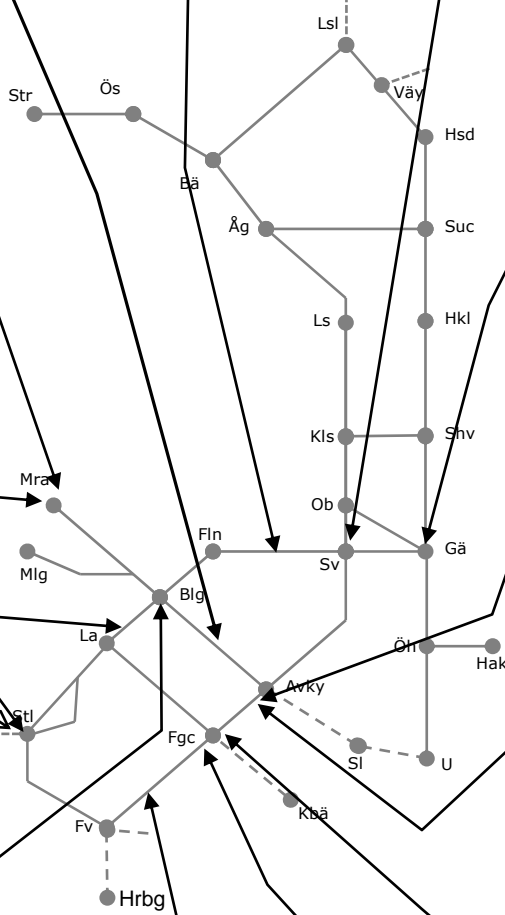 Lsl
Väy
Str
Ös
Hsd
Bä
Åg
Suc
Ls
Hkl
Kls
Shv
Mra
Ob
Fln
Sv
Gä
Mlg
Blg
La
Öh
Hak
Avky
Stl
Fgc
Sl
U
Kbä
Fv
Hrbg